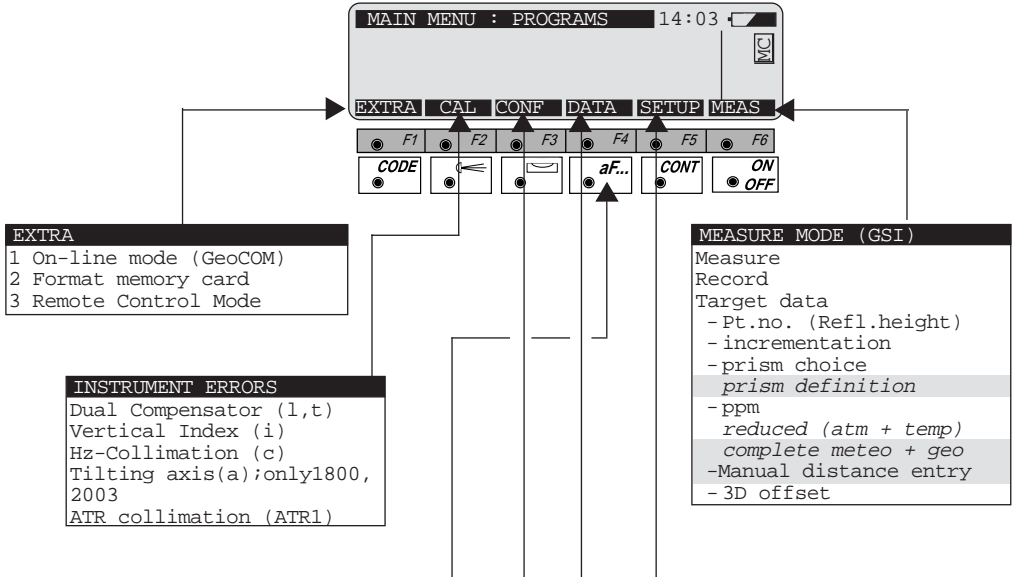 MAIN MENU : PROGRAMS 14:03
MC
EXTRA CAL CONF DATA SETUP MEAS
F1 F2 F3 F4 F5 F6
CODE aF... CONT ON
OFF
EXTRA
1 On-line mode (GeoCOM)
2 Format memory card
3 Remote Control Mode
INSTRUMENT ERRORS
Dual Compensator (l,t)
Vertical Index (i)
Hz-Collimation (c)
Tilting axis(a);only1800,
2003
ATR collimation (ATR1)
MEASURE MODE (GSI)
Measure
Record
Target data
-Pt.no. (Refl.height)
-incrementation
-prism choice
prism definition
-ppm
reduced (atm + temp)
complete meteo + geo
-Manual distance entry
-3D offset